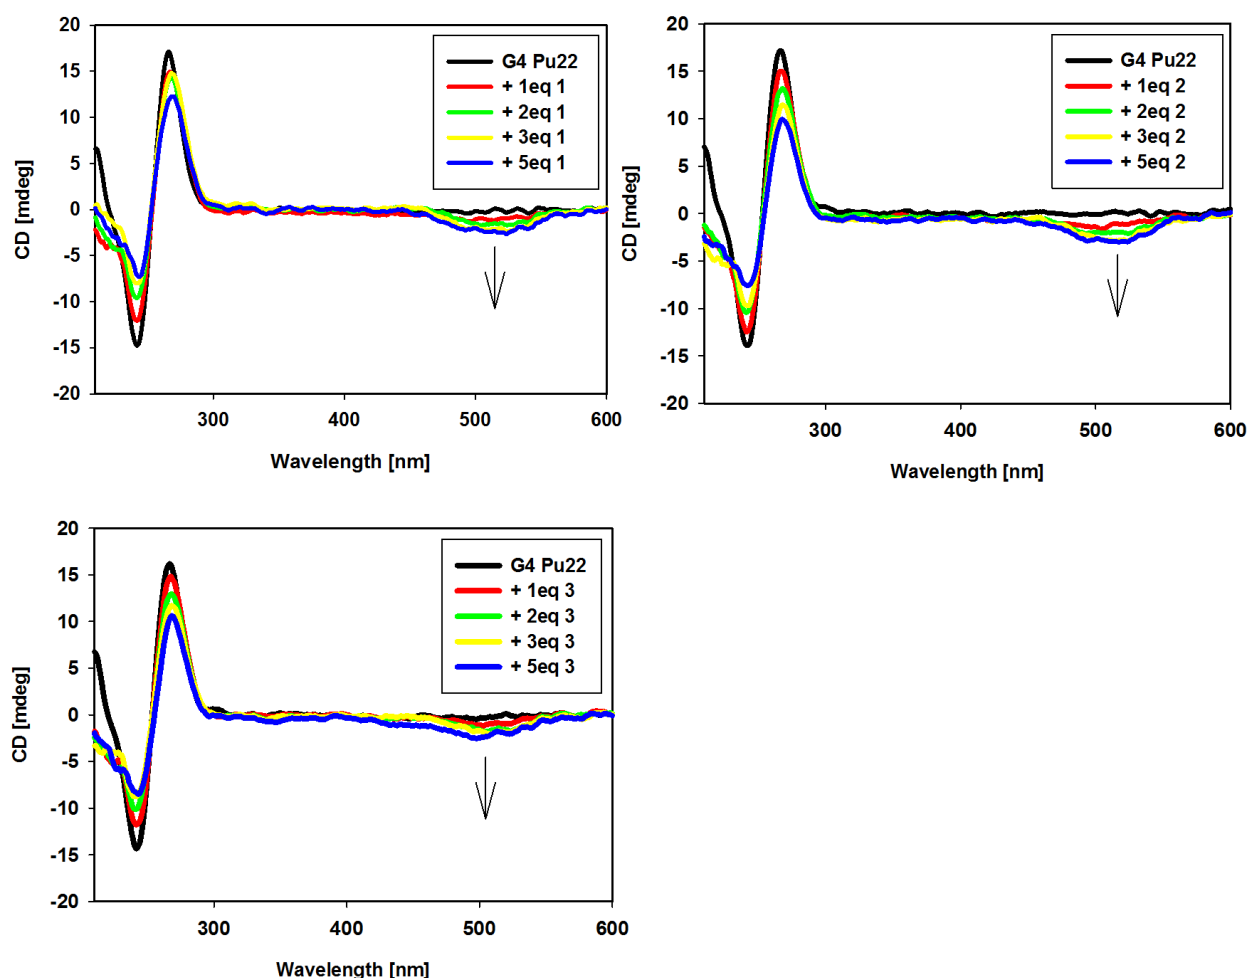 20
15
10
5
0
-5
-10
-15
-20
CD [mdeg]
G4 Pu22
+ 1eq 1
+ 2eq 1
+ 3eq 1
+ 5eq 1
300
400
500
600
Wavelength [nm]
20
15
10
5
0
-5
-10
-15
-20
CD [mdeg]
G4 Pu22
+ 1eq 2
+ 2eq 2
+ 3eq 2
+ 5eq 2
300
400
500
600
Wavelength [nm]
20
15
10
5
0
-5
-10
-15
-20
CD [mdeg]
G4 Pu22
+ 1eq 3
+ 2eq 3
+ 3eq 3
+ 5eq 3
300
400
500
600
Wavelength [nm]